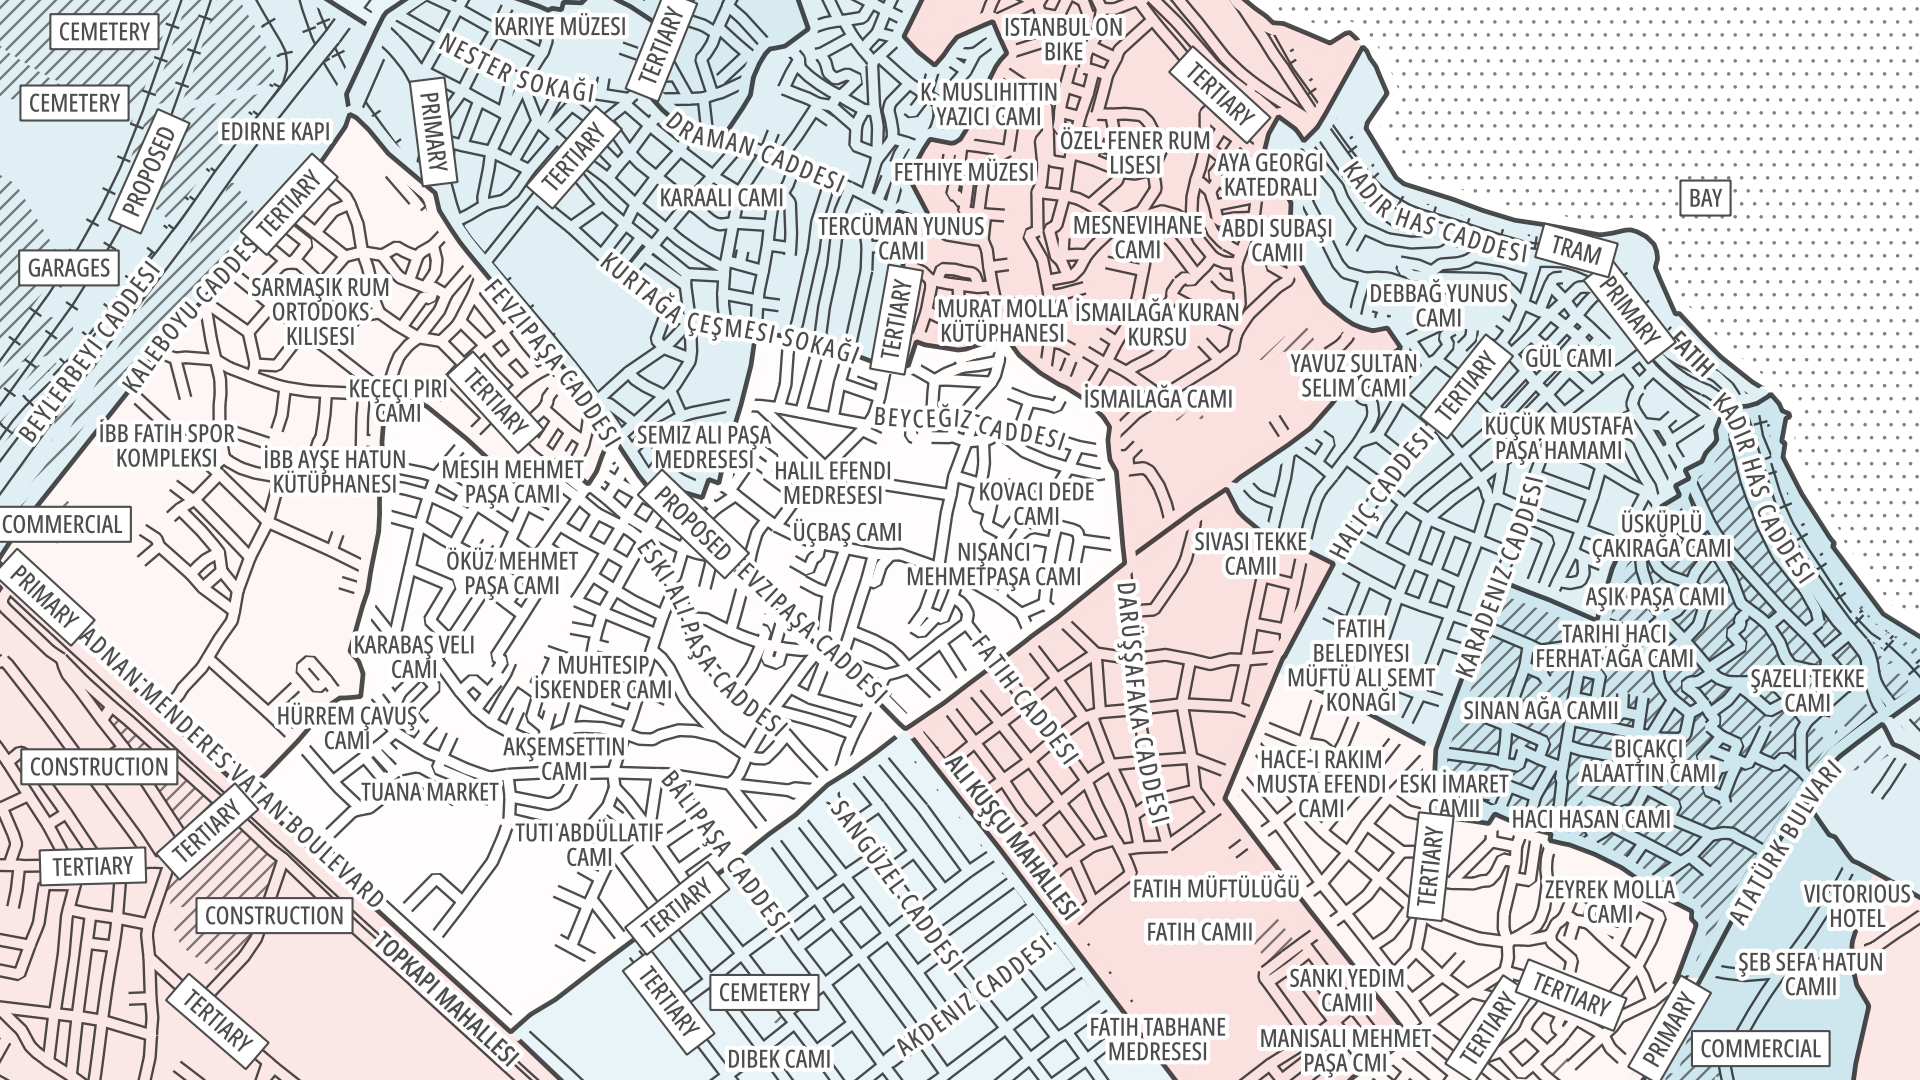 CEMETERY
KARIYE MÜZESI
TERTIARY
ISTANBUL ON
BIKE
NESTER SOKAĞI
TERTIARY
CEMETERY
PRIMARY
K-
MUSLIHITTIN
YAZICI CAMI
EDIRNE KAPI
PROPOSED
TERTIARY
DRAMAN CADDESI
ÖZEL FENER RUM
LISESI
AYA GEORGI
KATEDRALI
FETHIYE MÜZESI
KADIR HAS CADDESI
BAY
TERTIARY
KARAALI CAMI
TERCÜMAN YUNUS
CAMI
MESNEVIHANE
CAMI
ABDI SUBAŞI
CAMII
TRAM
GARAGES
BEYLERBEYI CADDESI
KALEBOYU CADDES
SARMAŞIK RUM
ORTODOKS
KILISESI
FEVZIPAŞA CADDESI
KURTAĞA ÇEŞMESI SOKAĞI
TERTIARY
MURAT MOLLA
KÜTÜPHANESI
İSMAILAĞA KURAN
KURSU
DEBBAĞ YUNUS
CAMI
PRIMARY
FATIH
KADIR HAS CADDESI
YAVUZ SULTAN
SELIM CAMI
GÜL CAMI
TERTIARY
KEÇEÇI PIRI
CAMI
TERTIARY
İSMAILAĞA CAMI
BEYCEĞIZ CADDESI
İBB FATIH SPOR
KOMPLEKSI
İBB AYŞE HATUN
KÜTÜPHANESI
MESIH MEHMET
PAŞA CAMI
SEMIZ ALI PAŞA
MEDRESESI
HALIL EFENDI
MEDRESESI
KÜÇÜK MUSTAFA
PAŞA HAMAMI
KOVACI DEDE
CAMI
HALIÇ CADDESI
KARADENIZ CADDESI
COMMERCIAL
PROPOSED
ÜÇBAŞ CAMI
SIVASI TEKKE
CAMII
ÜSKÜPLÜ
ÇAKIRAĞA CAMI
NIŞANCI
MEHMETPAŞA CAMI
ÖKÜZ MEHMET
PAŞA CAMI
ESKI ALI PAŞA CADDESI
EVZIPAŞA CADDESI
AŞIK PAŞA CAMI
PRIMARY
ADNAN MENDERES VATAN BOULEVARD
KARABAŞ VELI
CAMI
MUHTESIP
İSKENDER CAMI
FATIH CADDESI
DARÜŞŞAFAKA CADDESI
FATIH
BELEDIYESI
MÜFTÜ ALI SEMT
KONAĞI
TARIHI HACI
FERHAT AĞA CAMI
ŞAZELI TEKKE
CAMI
SINAN AĞA CAMII
HÜRREM ÇAVUŞ
CAMI
AKŞEMSETTIN
CAMI
BIÇAKÇI
ALAATTIN CAMI
CONSTRUCTION
TUANA MARKET
BÂLIPAŞA CADDESI
HACE-I RAKIM
MUSTA EFENDI
CAMI
ESKI İMARET
CAMII
HACI HASAN CAMI
ATATÜRK BULVARI
TERTIARY
TERTIARY
TUTI ABDÜLLATIF
CAMI
SANGÜZEL CADDESI
ALI KUŞÇU MAHALLESI
TERTIARY
FATIH MÜFTÜLÜĞÜ
ZEYREK MOLLA
CAMI
VICTORIOUS
HOTEL
CONSTRUCTION
TERTIARY
FATIH CAMII
TOPKAPI MAHALLESI
AKDENIZ CADDESI
ŞEB SEFA HATUN
CAMII
SANKI YEDIM
CAMII
CEMETERY
TERTIARY
TERTIARY
TERTIARY
TERTIARY
PRIMARY
FATIH TABHANE
MEDRESESI
MANISALI MEHMET
PAŞA CMI
COMMERCIAL
DIBEK CAMI